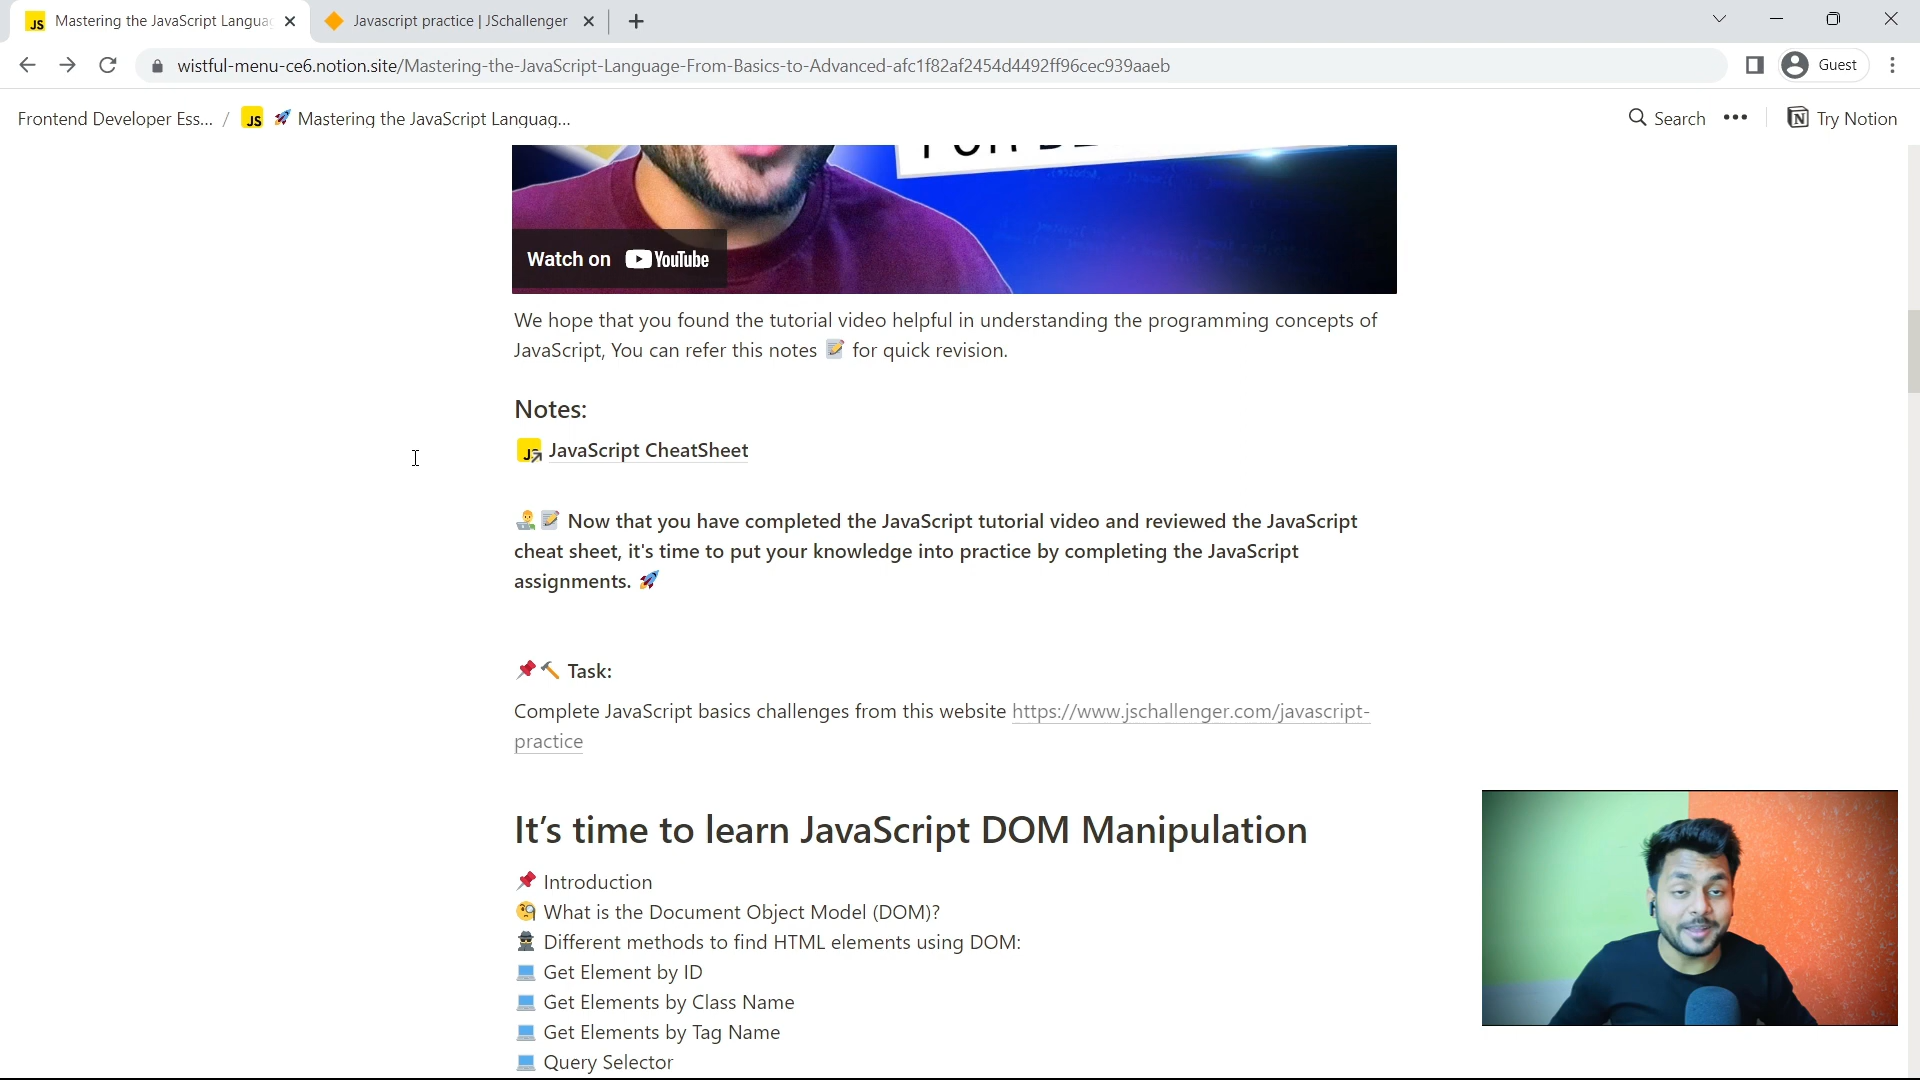 JS Mastering the JavaScript Langua
Javascript practice | JSchallenger
wistful-menu-ce6.notion.site/Mastering-the-JavaScript-Language-From-Basics-to-Advanced-afc1f82af2454d4492ff96cec939aaeb
Guest
Frontend Developer Ess... / JS 🚀 Mastering the JavaScript Languag...
Search
Try Notion
Watch on YouTube
We hope that you found the tutorial video helpful in understanding the programming concepts of
JavaScript, You can refer this notes 📝 for quick revision.
Notes:
JS JavaScript CheatSheet
👨‍💻📝 Now that you have completed the JavaScript tutorial video and reviewed the JavaScript
cheat sheet, it's time to put your knowledge into practice by completing the JavaScript
assignments. 🚀
📌🔨 Task:
Complete JavaScript basics challenges from this website https://www.jschallenger.com/javascript-
practice
It's time to learn JavaScript DOM Manipulation
📌 Introduction
🧐 What is the Document Object Model (DOM)?
🕵 Different methods to find HTML elements using DOM:
💻 Get Element by ID
💻 Get Elements by Class Name
💻 Get Elements by Tag Name
💻 Query Selector